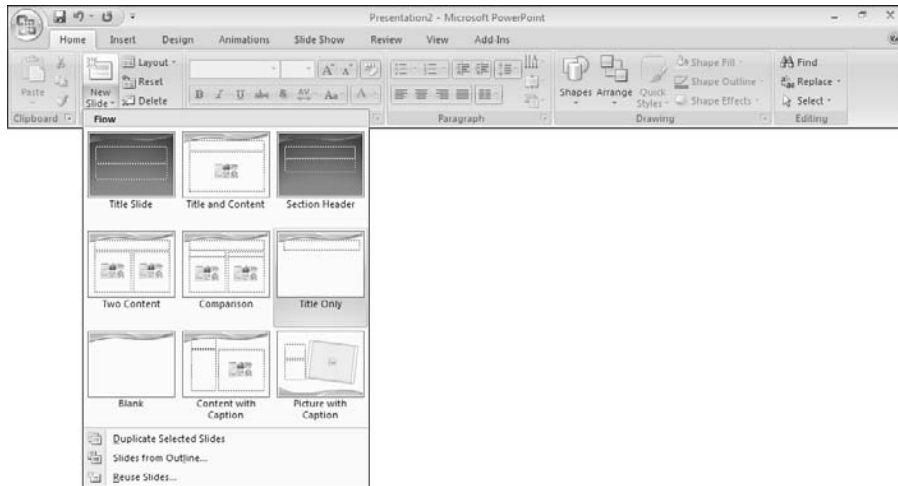 Presentation2 - Microsoft PowerPoint
Home Insert Design Animations Slide Show Review View Add-Ins
Paste
New Slide
Layout
Reset
Delete
B I U abc S AV Aa A
A A
Shapes Arrange Quick Styles
Shape Fill
Shape Outline
Shape Effects
Find
Replace
Select
Clipboard Paragraph Drawing Editing
Flow
Title Slide Title and Content Section Header
Two Content Comparison Title Only
Blank Content with Caption Picture with Caption
Duplicate Selected Slides
Slides from Outline...
Reuse Slides...